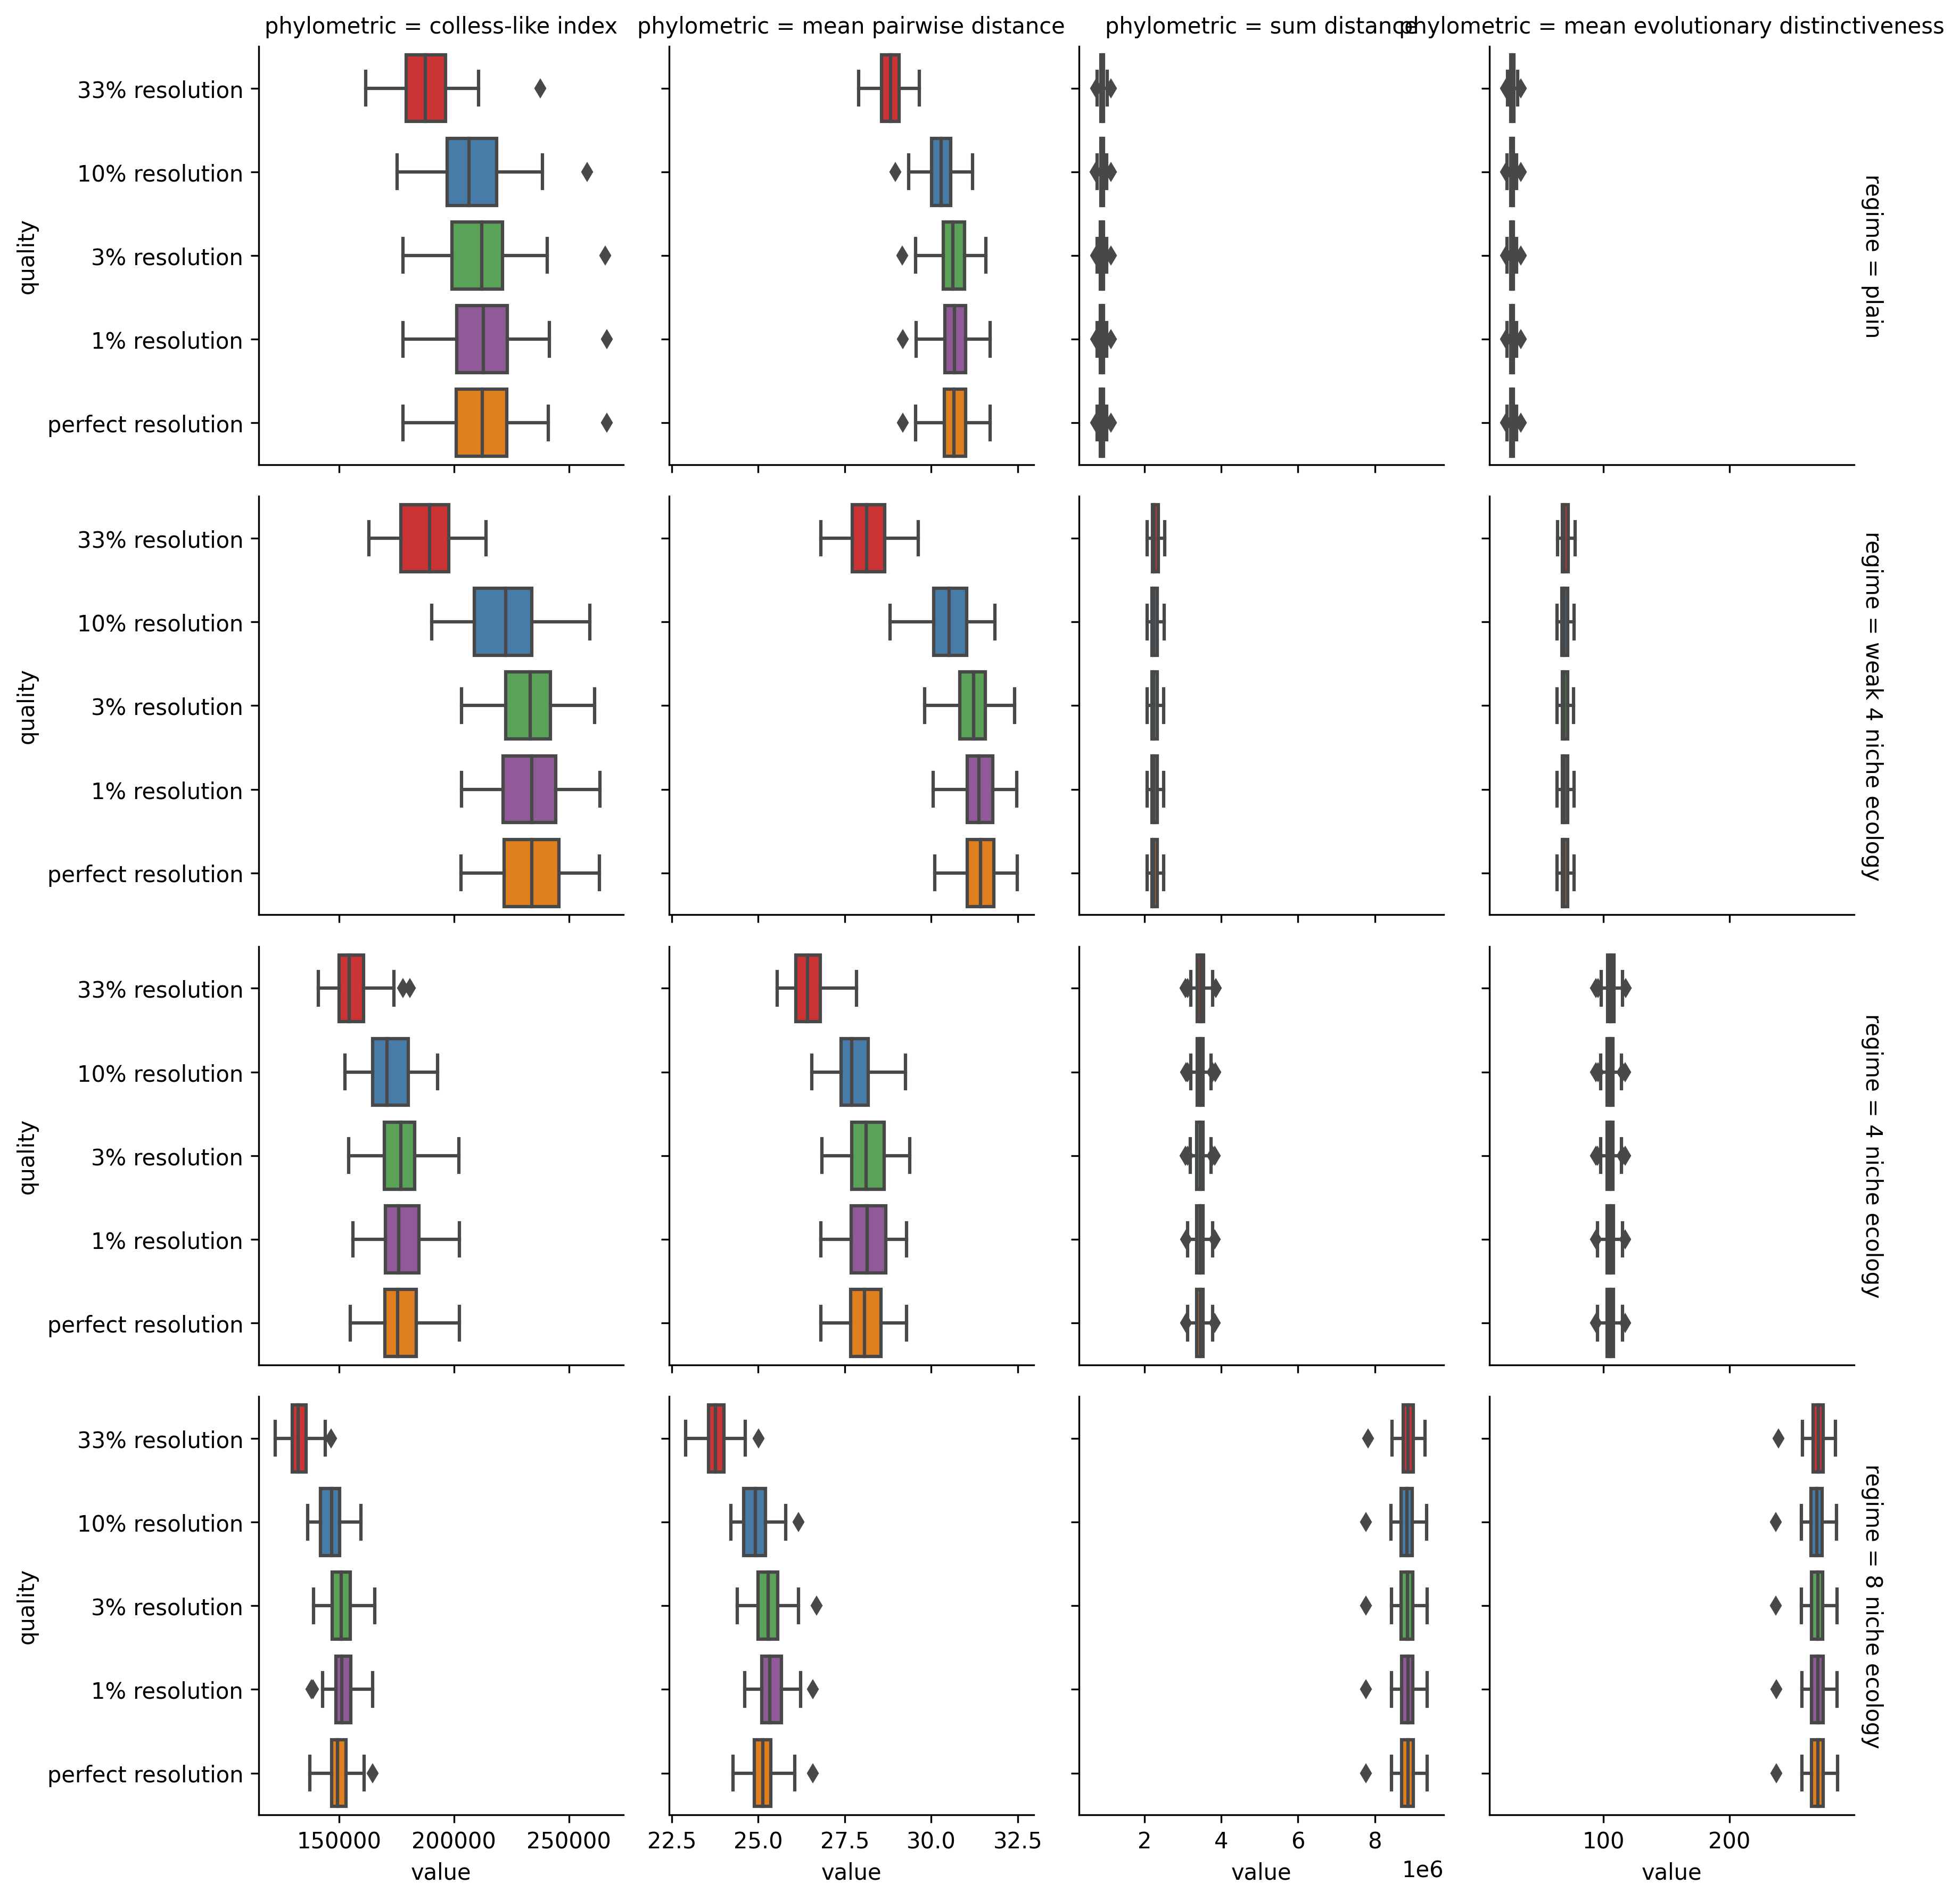 phylometric = colless-like index
phylometric = mean pairwise distance
phylometric = sum distance
phylometric = mean evolutionary distinctiveness
quality
33% resolution
10% resolution
3% resolution
1% resolution
perfect resolution
regime = plain
quality
33% resolution
10% resolution
3% resolution
1% resolution
perfect resolution
regime = weak 4 niche ecology
quality
33% resolution
10% resolution
3% resolution
1% resolution
perfect resolution
regime = 4 niche ecology
quality
33% resolution
10% resolution
3% resolution
1% resolution
perfect resolution
regime = 8 niche ecology
150000 200000 250000
value
22.5 25.0 27.5 30.0 32.5
value
2 4 6 8
1e6
value
100 200
value